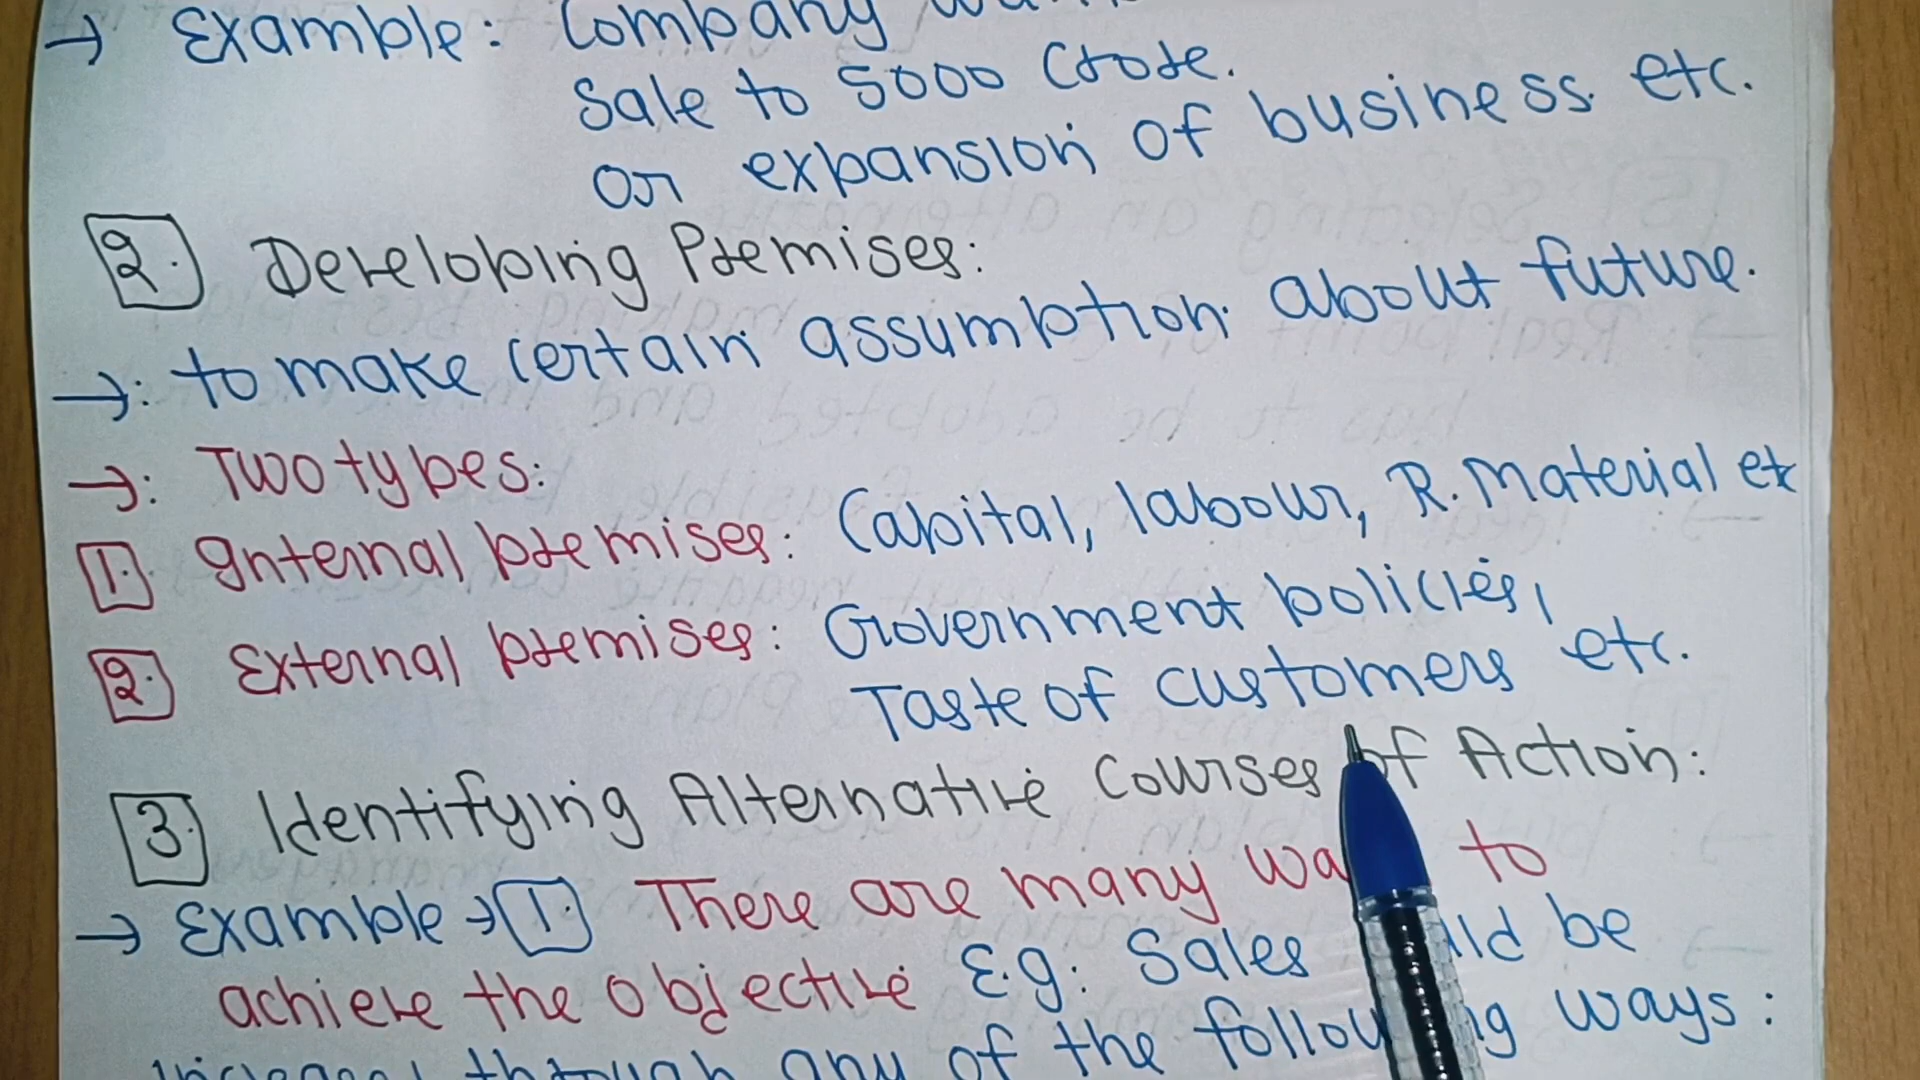 → Example: Company
Sale to 5000 Crore.
or expansion of business. etc.
2. Developing Premises:
→: to make certain assumption about future.
→: Two types:
1. Internal premises: Capital, labour, R. Material etc
2. External premises: Government policies,
Taste of customers etc.
3. Identifying Alternative Courses of Action:
→ Example → 1. There are many to
achieve the objective E.g: Sales be
through any of the following ways: